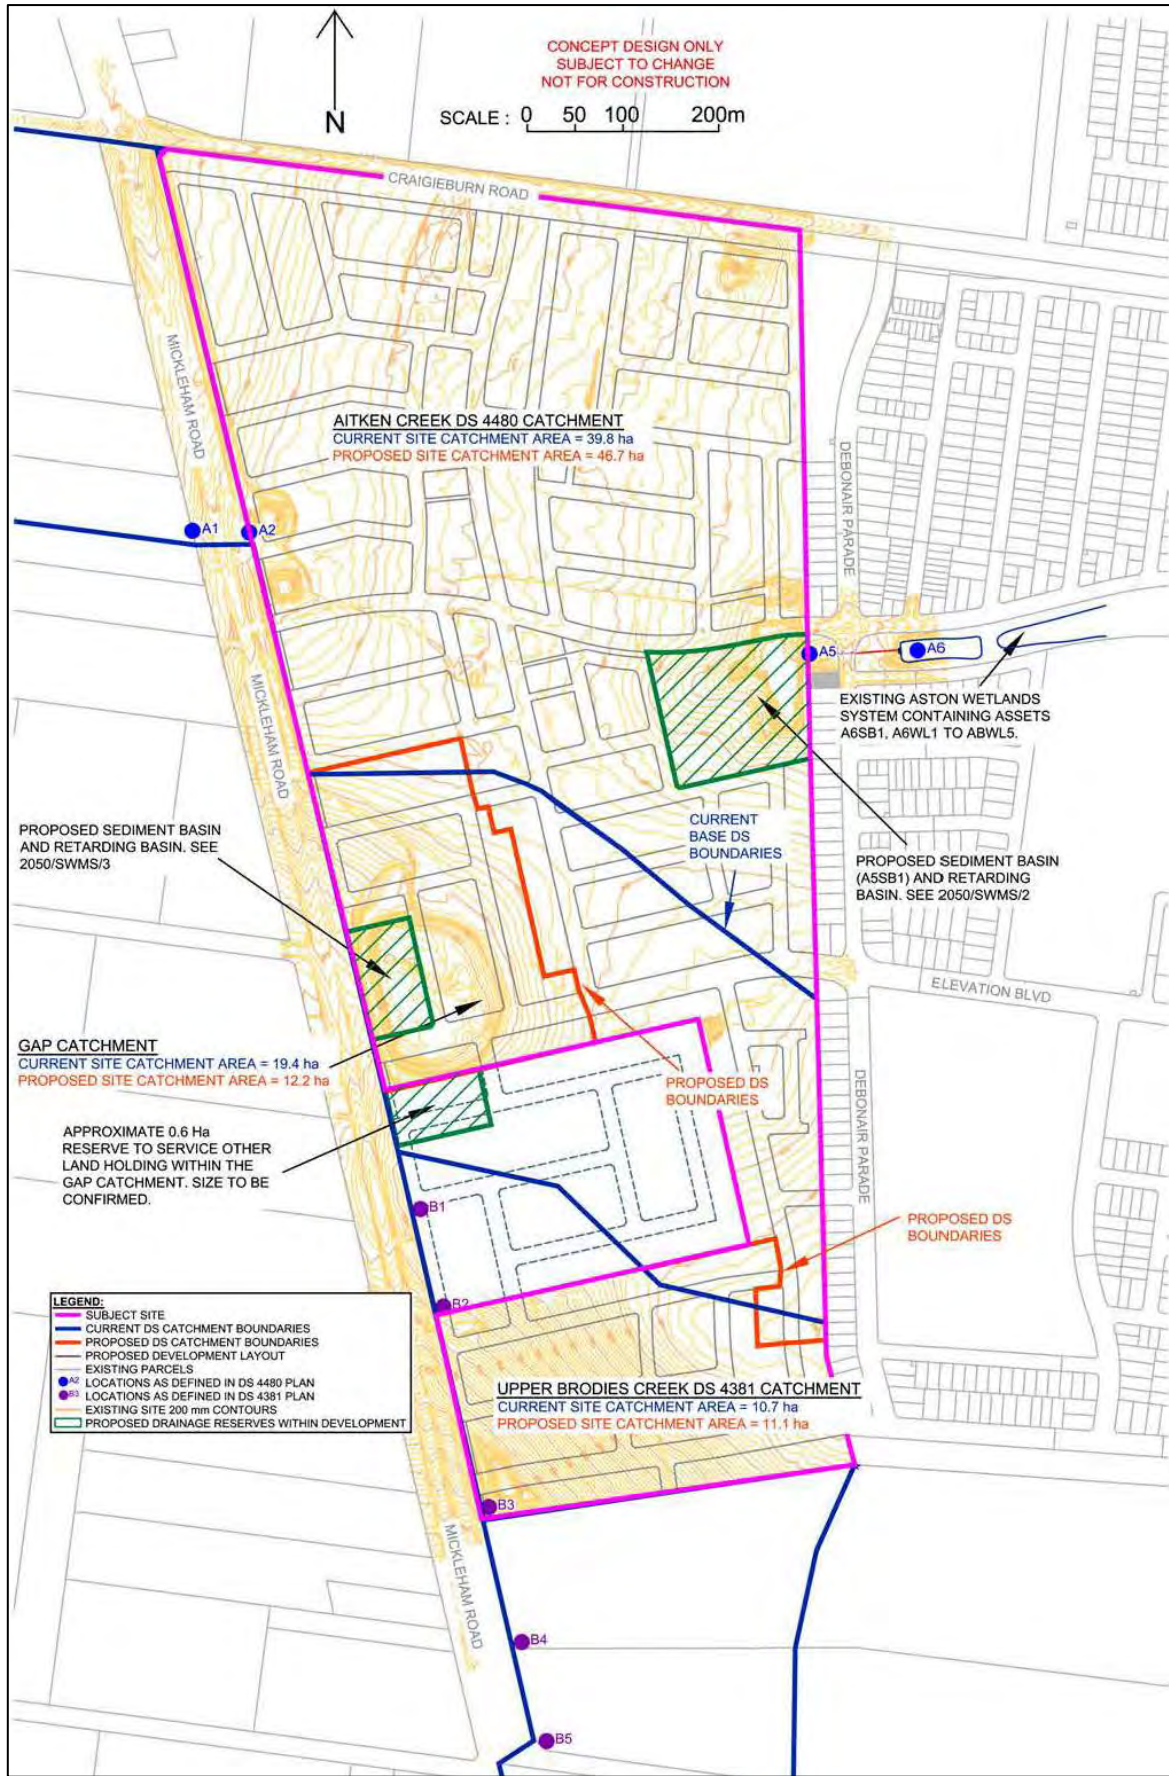 CONCEPT DESIGN ONLY
SUBJECT TO CHANGE
NOT FOR CONSTRUCTION
N
SCALE : 0 50 100 200m
CRAIGIEBURN ROAD
MICKLEHAM ROAD
AITKEN CREEK DS 4480 CATCHMENT
CURRENT SITE CATCHMENT AREA = 39.8 ha
PROPOSED SITE CATCHMENT AREA = 46.7 ha
DEBONAIR PARADE
A1
A2
A5
A6
EXISTING ASTON WETLANDS
SYSTEM CONTAINING ASSETS
A6SB1, A6WL1 TO ABWL5.
MICKLEHAM ROAD
PROPOSED SEDIMENT BASIN
AND RETARDING BASIN. SEE
2050/SWMS/3
CURRENT
BASE DS
BOUNDARIES
PROPOSED SEDIMENT BASIN
(A5SB1) AND RETARDING
BASIN. SEE 2050/SWMS/2
ELEVATION BLVD
GAP CATCHMENT
CURRENT SITE CATCHMENT AREA = 19.4 ha
PROPOSED SITE CATCHMENT AREA = 12.2 ha
PROPOSED DS
BOUNDARIES
DEBONAIR PARADE
APPROXIMATE 0.6 Ha
RESERVE TO SERVICE OTHER
LAND HOLDING WITHIN THE
GAP CATCHMENT. SIZE TO BE
CONFIRMED.
B1
PROPOSED DS
BOUNDARIES
B2
LEGEND:
SUBJECT SITE
CURRENT DS CATCHMENT BOUNDARIES
PROPOSED DS CATCHMENT BOUNDARIES
PROPOSED DEVELOPMENT LAYOUT
EXISTING PARCELS
A2 LOCATIONS AS DEFINED IN DS 4480 PLAN
B3 LOCATIONS AS DEFINED IN DS 4381 PLAN
EXISTING SITE 200 mm CONTOURS
PROPOSED DRAINAGE RESERVES WITHIN DEVELOPMENT
UPPER BRODIES CREEK DS 4381 CATCHMENT
CURRENT SITE CATCHMENT AREA = 10.7 ha
PROPOSED SITE CATCHMENT AREA = 11.1 ha
B3
MICKLEHAM ROAD
B4
B5